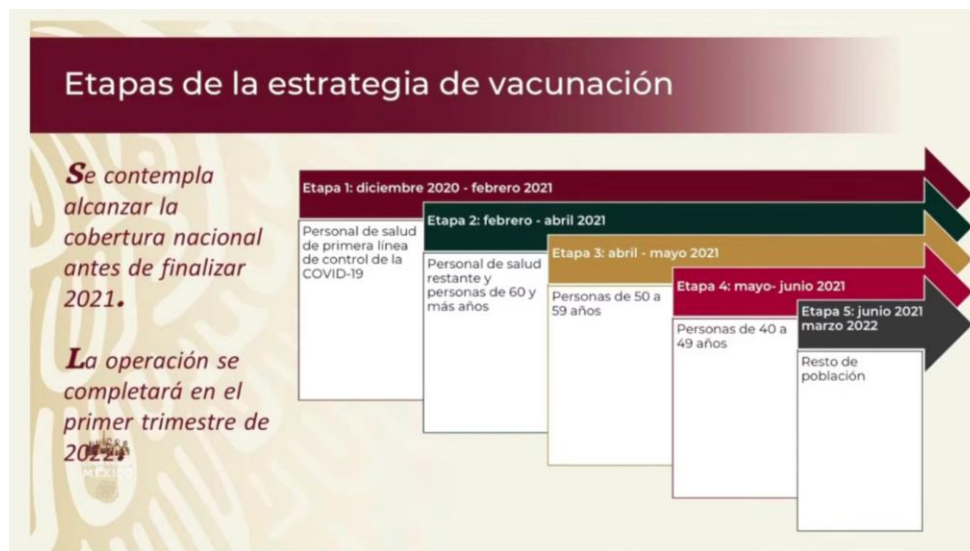 Etapas de la estrategia de vacunación
Se contempla
alcanzar la
cobertura nacional
antes de finalizar
2021.
La operación se
completará en el
primer trimestre de
2022.
MÉXICO
Etapa 1: diciembre 2020 - febrero 2021
Personal de salud
de primera línea
de control de la
COVID-19
Etapa 2: febrero - abril 2021
Personal de salud
restante y
personas de 60 y
más años
Etapa 3: abril - mayo 2021
Personas de 50 a
59 años
Etapa 4: mayo- junio 2021
Personas de 40 a
49 años
Etapa 5: junio 2021
marzo 2022
Resto de
población